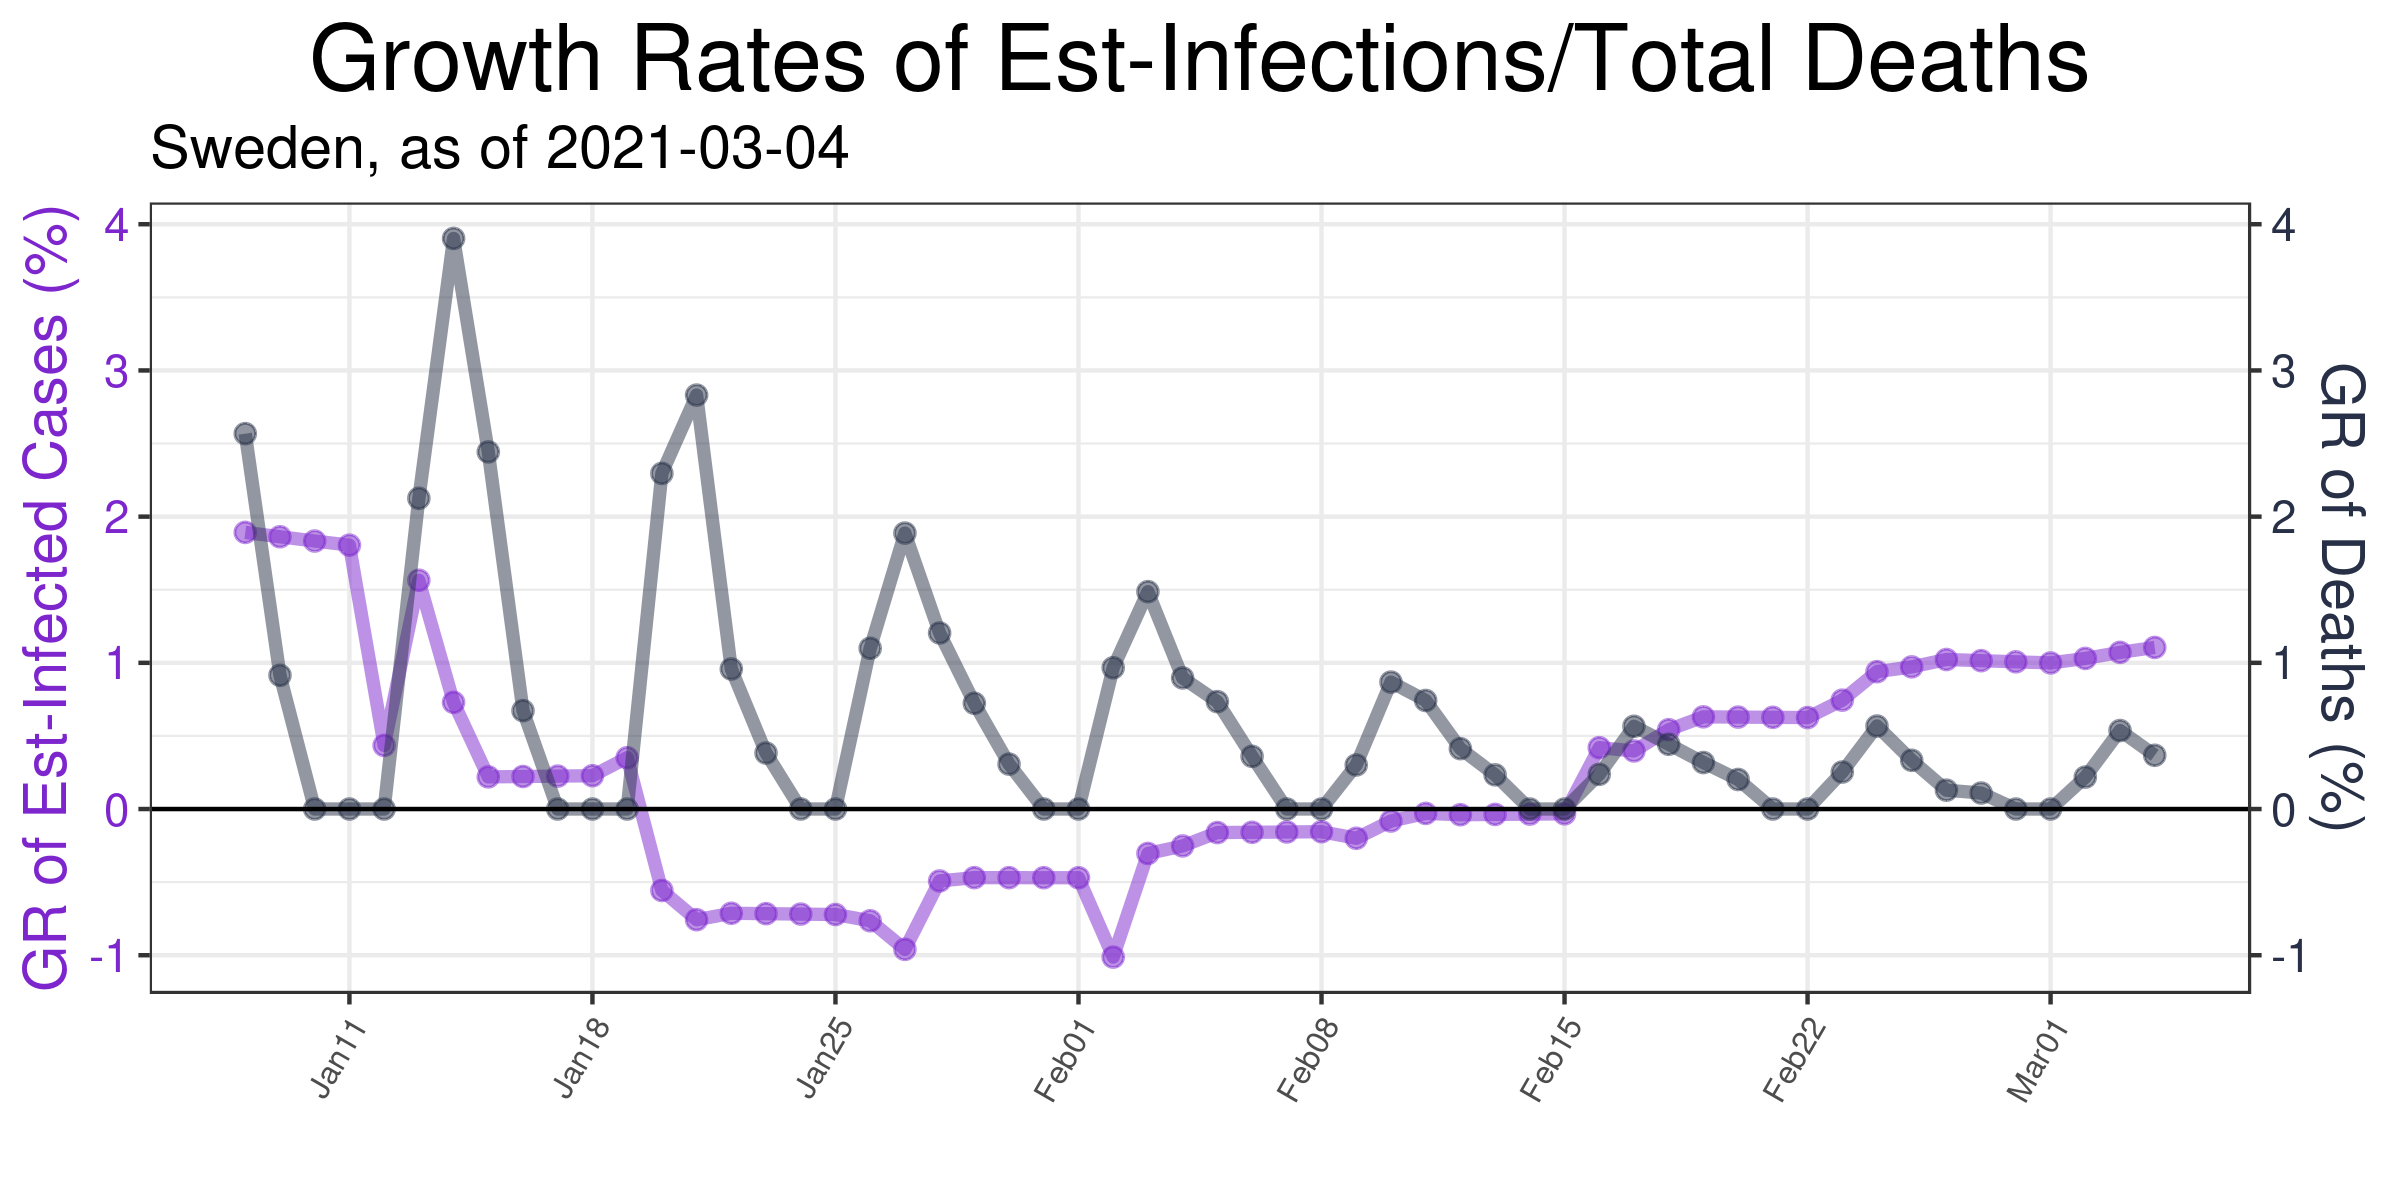 Growth Rates of Est-Infections/Total Deaths
Sweden, as of 2021-03-04
GR of Est-Infected Cases (%)
4
3
2
1
0
-1
4
3
2
1
0
-1
GR of Deaths (%)
Jan11
Jan18
Jan25
Feb01
Feb08
Feb15
Feb22
Mar01